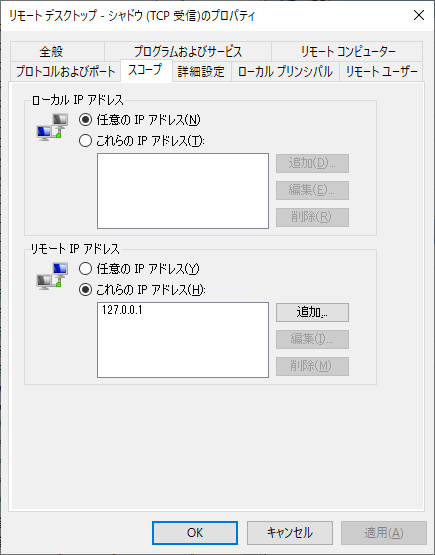 リモート デスクトップ - シャドウ (TCP 受信)のプロパティ
全般
プログラムおよびサービス
リモート コンピューター
プロトコルおよびポート
スコープ
詳細設定
ローカル プリンシパル
リモート ユーザー
ローカル IP アドレス
任意の IP アドレス(N)
これらの IP アドレス(T):
追加(D)...
編集(E)...
削除(R)
リモート IP アドレス
任意の IP アドレス(Y)
これらの IP アドレス(H):
127.0.0.1
追加...
編集(I)...
削除(M)
OK
キャンセル
適用(A)